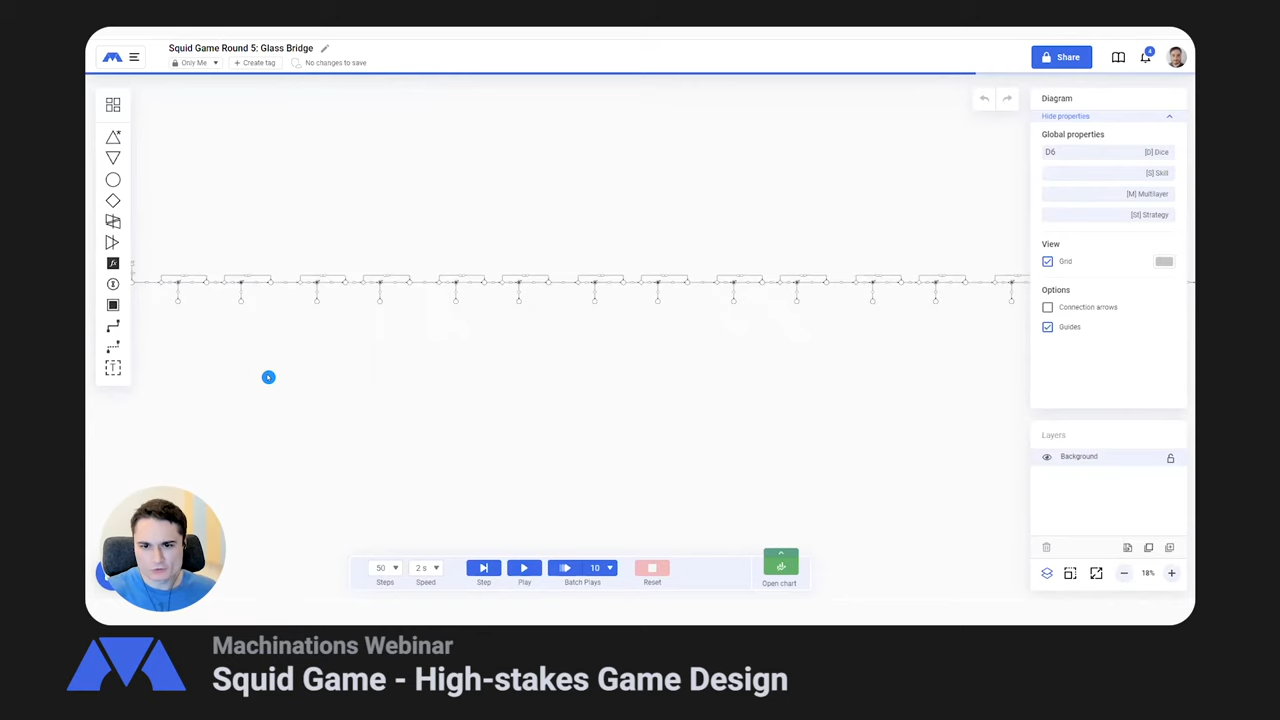 Squid Game Round 5: Glass Bridge
Only Me
+ Create tag
No changes to save
Share
4
Diagram
Hide properties
Global properties
D6 [D] Dice
[S] Skill
[M] Multilayer
[St] Strategy
View
Grid
Options
Connection arrows
Guides
Layers
Background
50
2 s
10
Steps
Speed
Step
Play
Batch Plays
Reset
Open chart
18%
Machinations Webinar
Squid Game - High-stakes Game Design